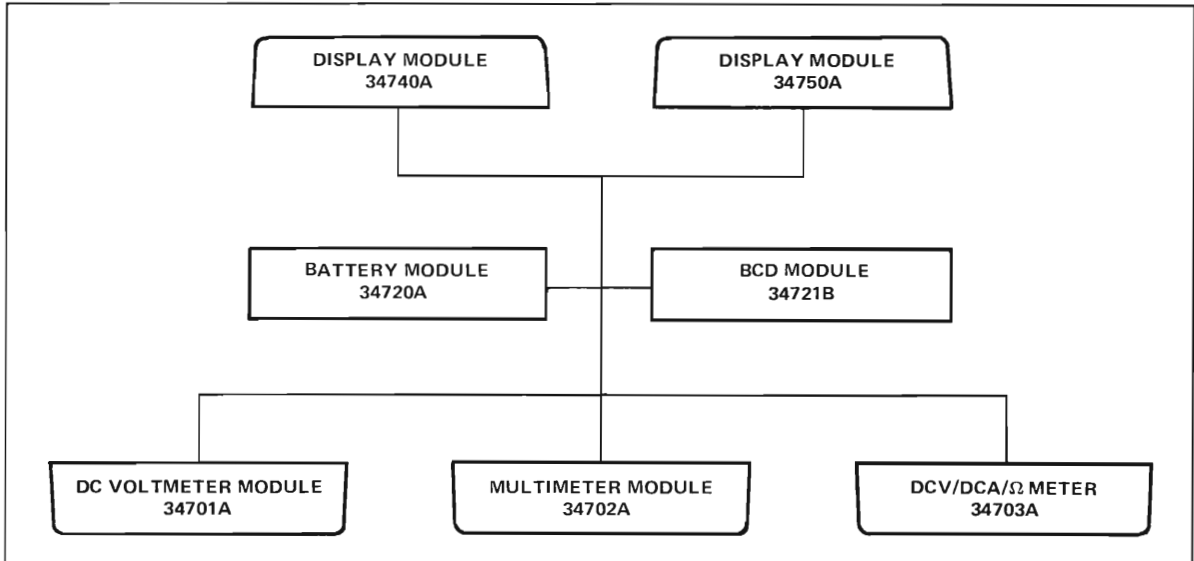 DISPLAY MODULE
34740A
DISPLAY MODULE
34750A
BATTERY MODULE
34720A
BCD MODULE
34721B
DC VOLTMETER MODULE
34701A
MULTIMETER MODULE
34702A
DCV/DCA/Ω METER
34703A